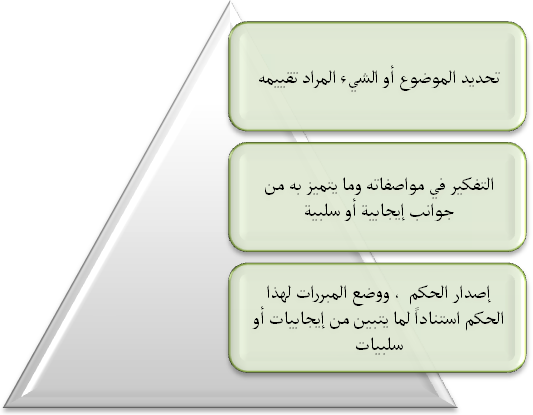 تحديد الموضوع أو الشيء المراد تقييمه
التفكير في مواصفاته وما يتميز به من
جوانب إيجابية أو سلبية
إصدار الحكم ، ووضع المبررات لهذا
الحكم استناداً لما يتبين من إيجابيات أو
سلبيات